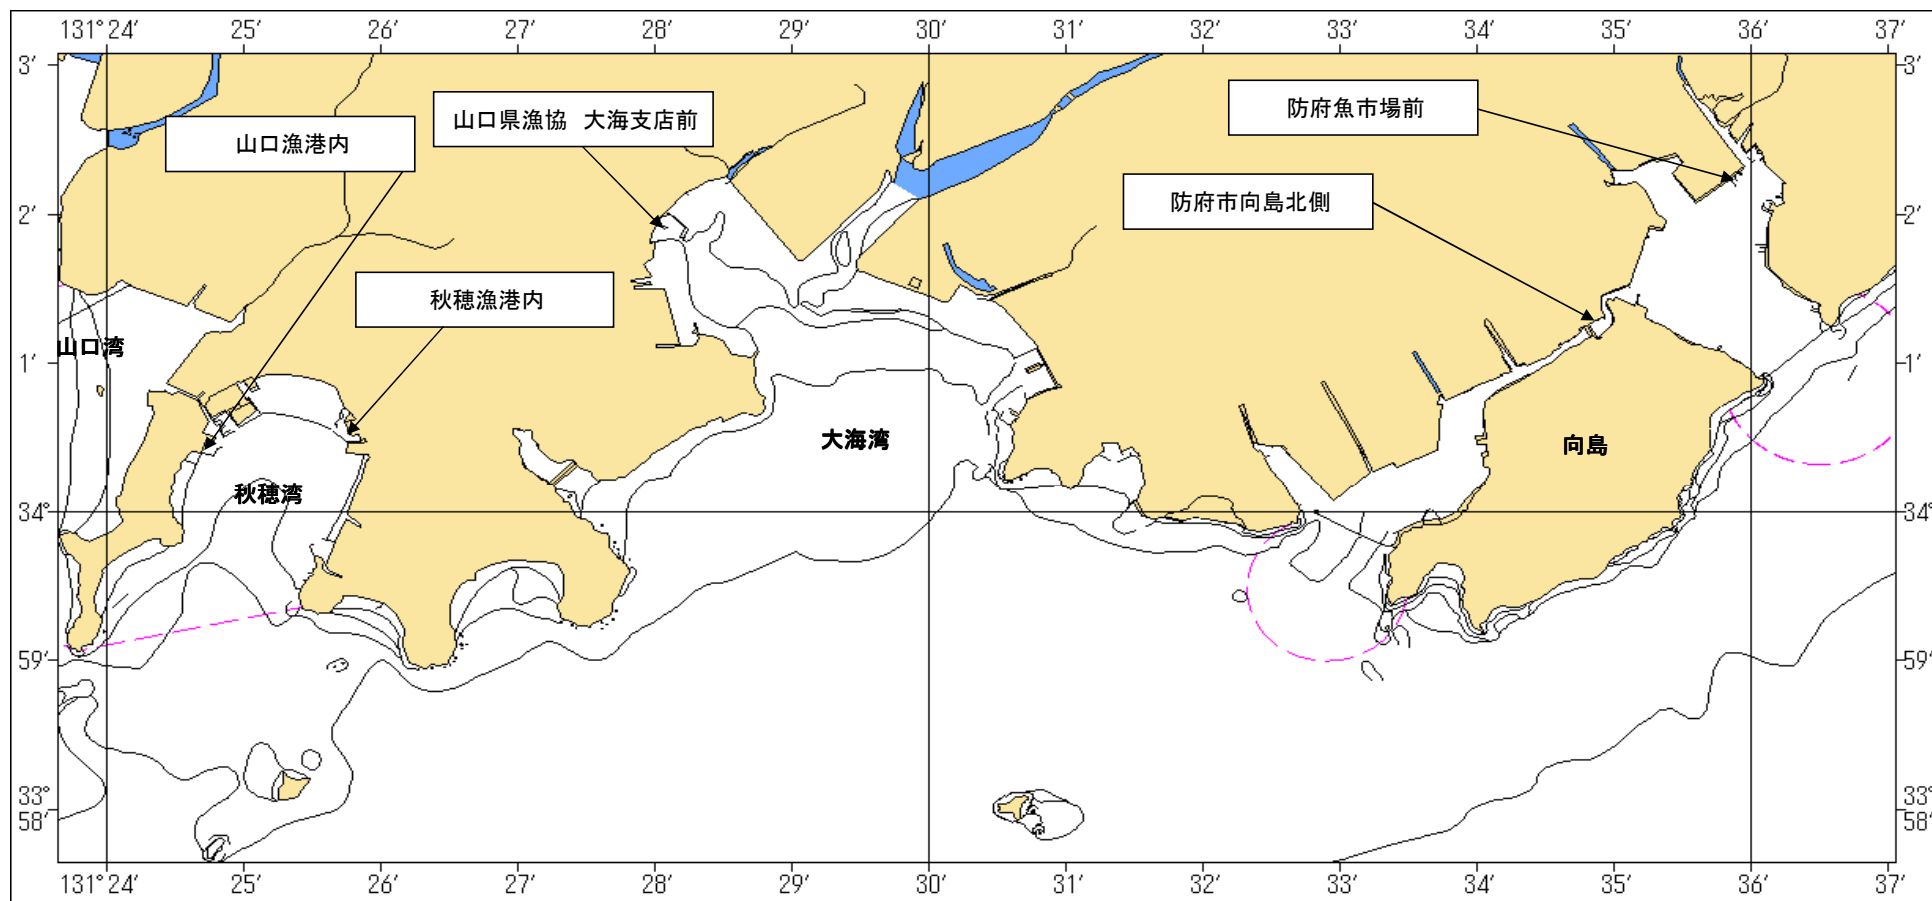 131° 24′ 25′ 26′ 27′ 28′ 29′ 30′ 31′ 32′ 33′ 34′ 35′ 36′ 37′
3′ 3′
防府魚市場前
山口県漁協 大海支店前
山口漁港内
防府市向島北側
2′ 2′
秋穂漁港内
山口湾
1′ 1′
大海湾
向島
秋穂湾
34° 34°
59′ 59′
33° 33°
58′ 58′
131° 24′ 25′ 26′ 27′ 28′ 29′ 30′ 31′ 32′ 33′ 34′ 35′ 36′ 37′